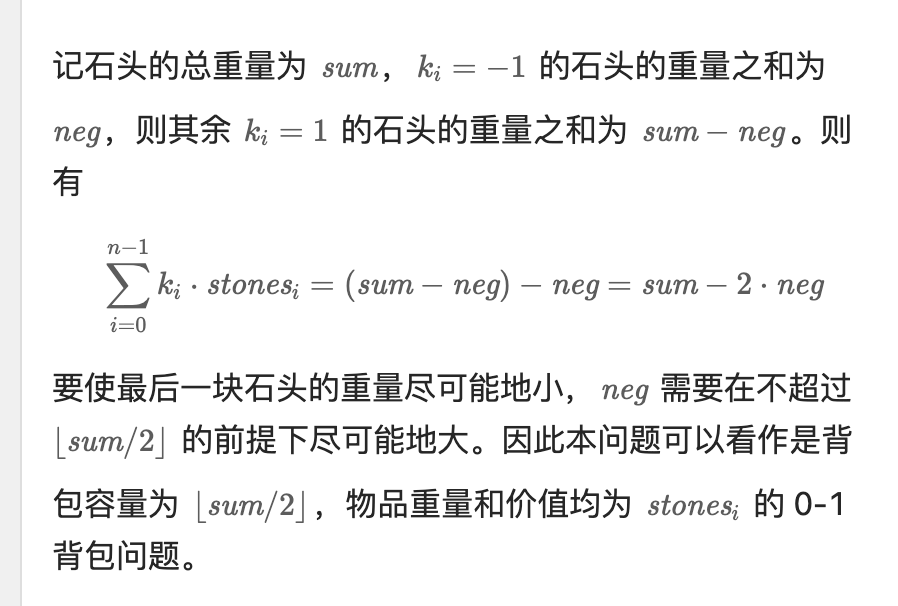 记石头的总重量为 sum，k_i = −1 的石头的重量之和为
neg，则其余 k_i = 1 的石头的重量之和为 sum − neg。则
有
\sum_{i=0}^{n−1} k_i · stones_i = (sum − neg) − neg = sum − 2 · neg
要使最后一块石头的重量尽可能地小，neg 需要在不超过
⌊sum/2⌋ 的前提下尽可能地大。因此本问题可以看作是背
包容量为 ⌊sum/2⌋，物品重量和价值均为 stones_i 的 0-1
背包问题。